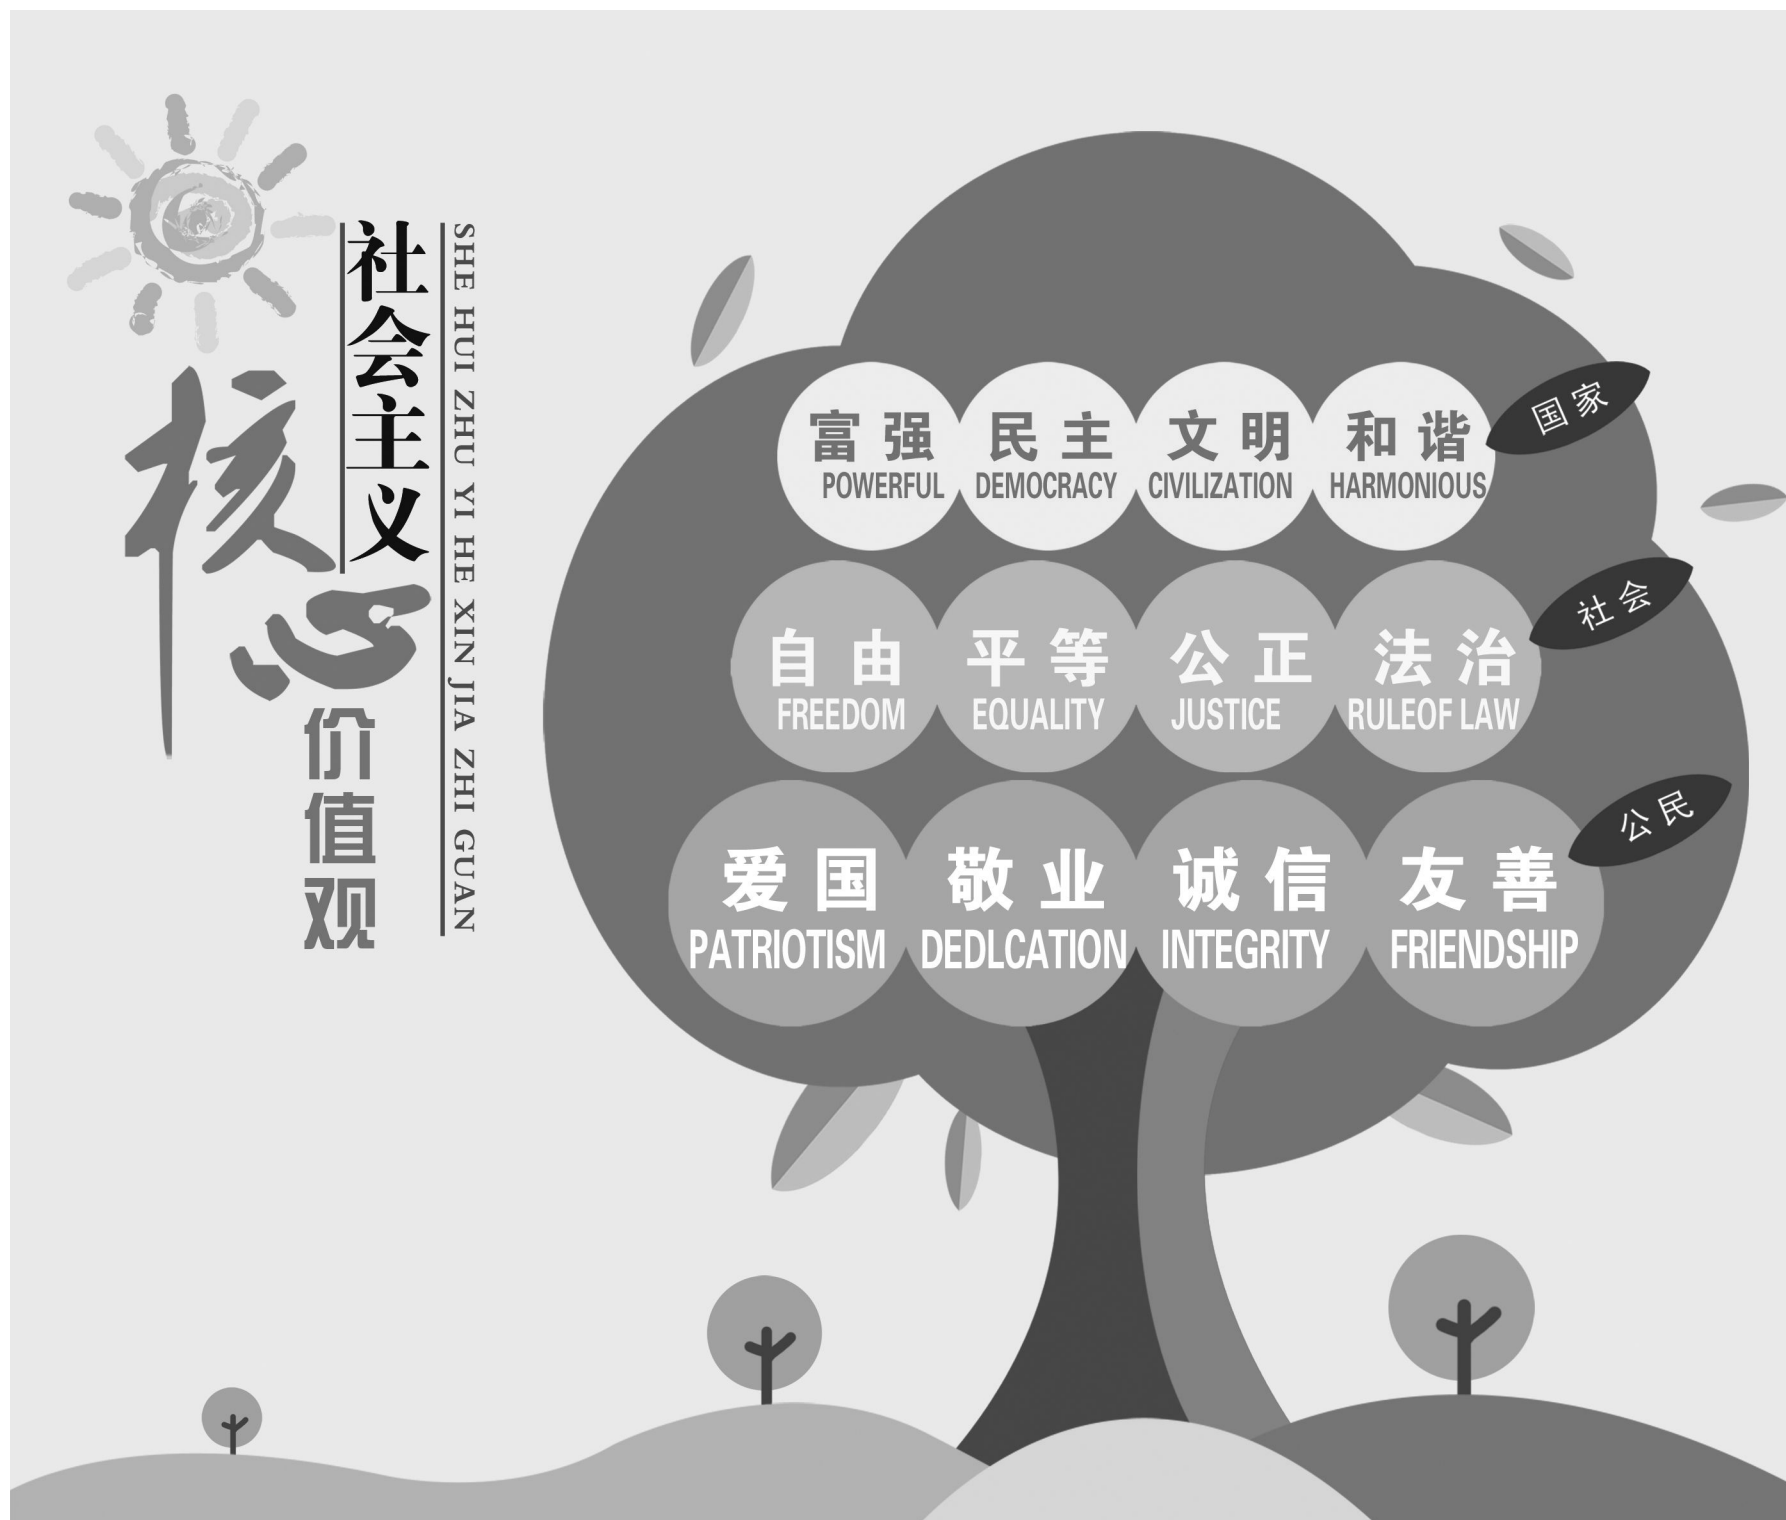 社会主义
核心
价值观
SHE HUI ZHU YI HE XIN JIA ZHI GUAN
富强 民主 文明 和谐 国家
POWERFUL DEMOCRACY CIVILIZATION HARMONIOUS
自由 平等 公正 法治 社会
FREEDOM EQUALITY JUSTICE RULEOF LAW
爱国 敬业 诚信 友善 公民
PATRIOTISM DEDLCATION INTEGRITY FRIENDSHIP